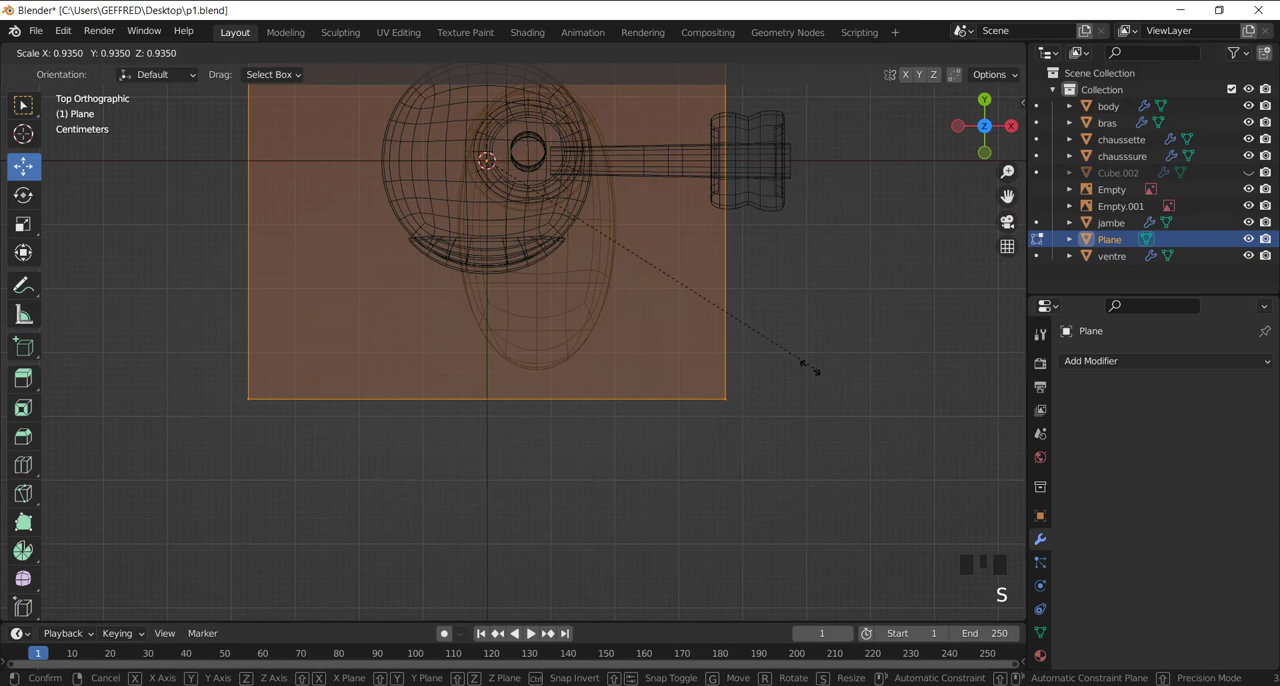 Blender* [C:\Users\GEFFRED\Desktop\p1.blend]
File Edit Render Window Help Layout Modeling Sculpting UV Editing Texture Paint Shading Animation Rendering Compositing Geometry Nodes Scripting + Scene ViewLayer
Scale X: 0.9350 Y: 0.9350 Z: 0.9350
Orientation: Default Drag: Select Box X Y Z Options
Top Orthographic
(1) Plane
Centimeters
Y
X
Z
S
Scene Collection
Collection
body
bras
chaussette
chausssure
Cube.002
Empty
Empty.001
jambe
Plane
ventre
Plane
Add Modifier
Playback Keying View Marker 1 Start 1 End 250
1 10 20 30 40 50 60 70 80 90 100 110 120 130 140 150 160 170 180 190 200 210 220 230 240 250
Confirm Cancel X X Axis Y Y Axis Z Z Axis X X Plane Y Y Plane Z Z Plane Ctrl Snap Invert Snap Toggle G Move R Rotate S Resize Automatic Constraint Automatic Constraint Plane Precision Mode